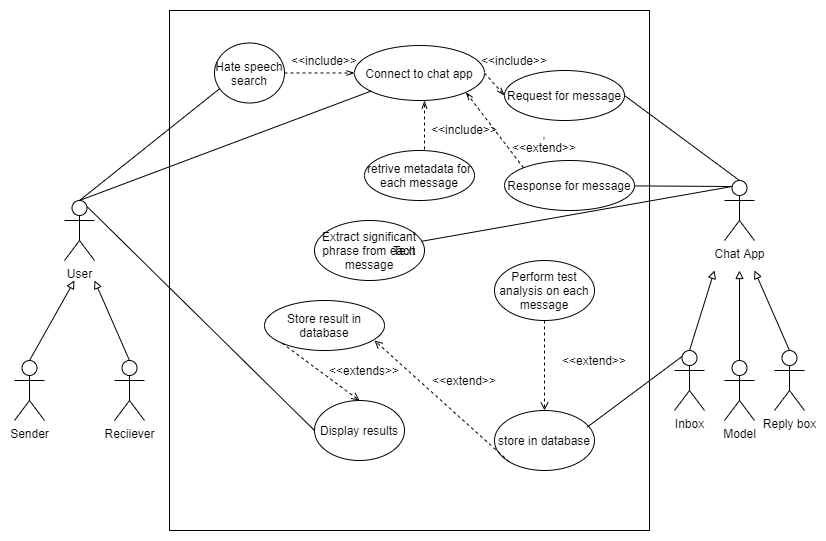 Hate speech
search
<<include>>
Connect to chat app
<<include>>
Request for message
<<include>>
retrive metadata for
each message
,
<<extend>>
Response for message
User
Extract significant
phrase from each
message
Text
Chat App
Perform test
analysis on each
message
Store result in
database
<<extends>>
<<extend>>
<<extend>>
Display results
store in database
Sender
Reciiever
Inbox
Model
Reply box